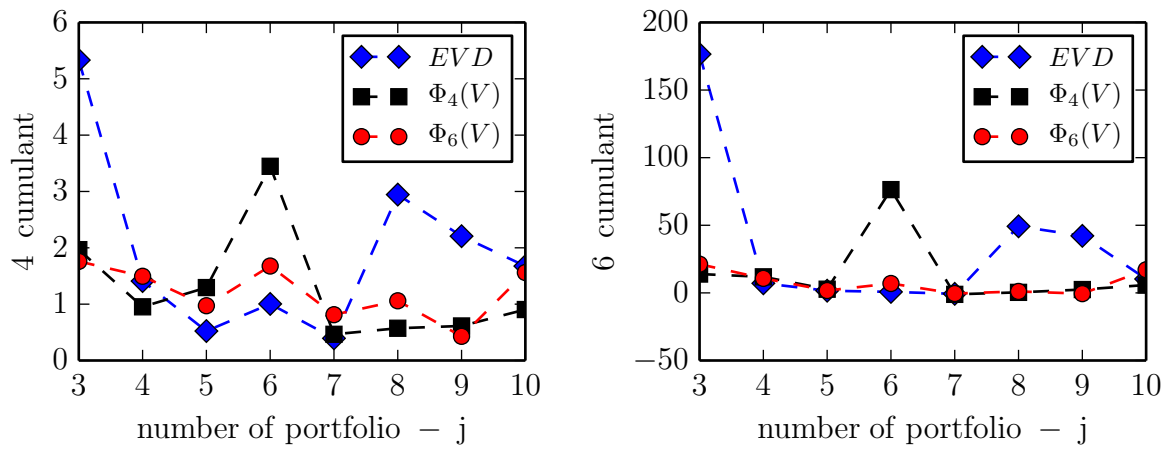 6
5
4
3
2
1
0
4 cumulant
3 4 5 6 7 8 9 10
number of portfolio − j
EVD
Φ₄(V)
Φ₆(V)
200
150
100
50
0
−50
6 cumulant
3 4 5 6 7 8 9 10
number of portfolio − j
EVD
Φ₄(V)
Φ₆(V)